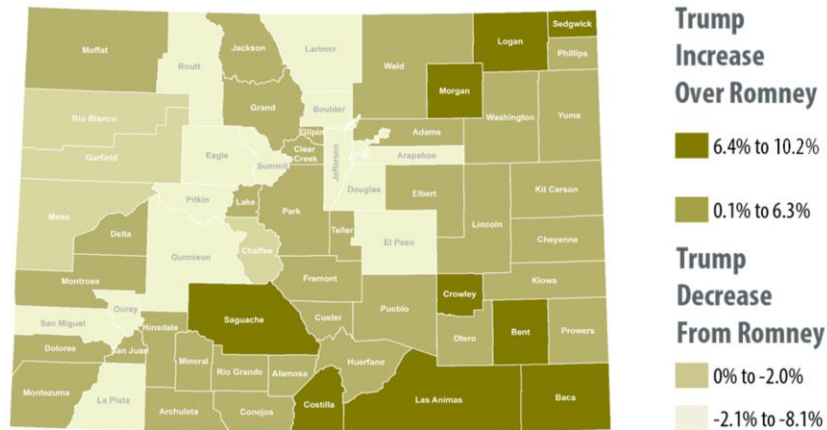 Sedgwick
Logan
Jackson
Larimer
Moffat
Routt
Weld
Phillips
Morgan
Grand
Boulder
Washington
Yuma
Rio Blanco
Gilpin
Adams
Clear
Creek
Garfield
Eagle
Summit
Jefferson
Arapahoe
Douglas
Pitkin
Lake
Park
Elbert
Kit Carson
Mesa
Delta
Teller
Lincoln
El Paso
Chaffee
Cheyenne
Gunnison
Montrose
Fremont
Kiowa
Crowley
Ouray
Saguache
Custer
Pueblo
San Miguel
Hinsdale
Otero
Bent
Prowers
Dolores
San Juan
Mineral
Rio Grande
Alamosa
Huerfano
Montezuma
La Plata
Archuleta
Conejos
Costilla
Las Animas
Baca
Trump
Increase
Over Romney
6.4% to 10.2%
0.1% to 6.3%
Trump
Decrease
From Romney
0% to -2.0%
-2.1% to -8.1%